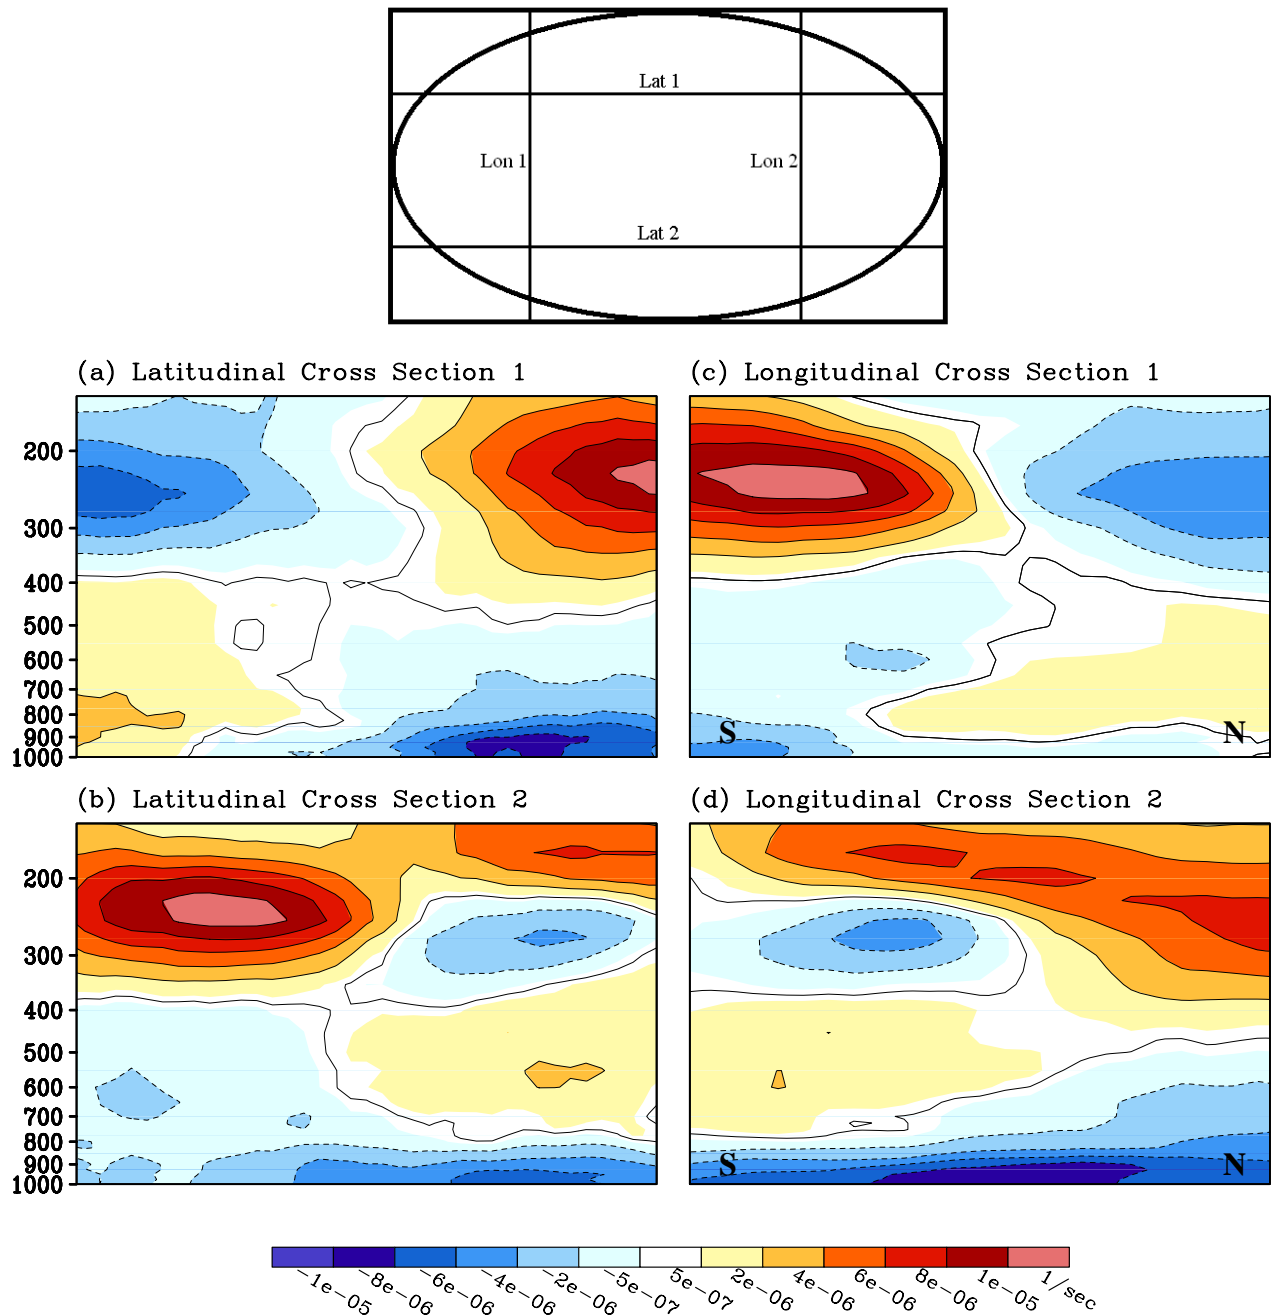 Lat 1
Lon 1
Lon 2
Lat 2
(a) Latitudinal Cross Section 1
(c) Longitudinal Cross Section 1
200
300
400
500
600
700
800
900
1000
S
N
(b) Latitudinal Cross Section 2
(d) Longitudinal Cross Section 2
200
300
400
500
600
700
800
900
1000
S
N
-1e-05 -8e-06 -6e-06 -4e-06 -2e-06 -5e-07 5e-07 2e-06 4e-06 6e-06 8e-06 1e-05 1/sec